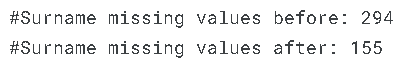 #Surname missing values before: 294
#Surname missing values after: 155